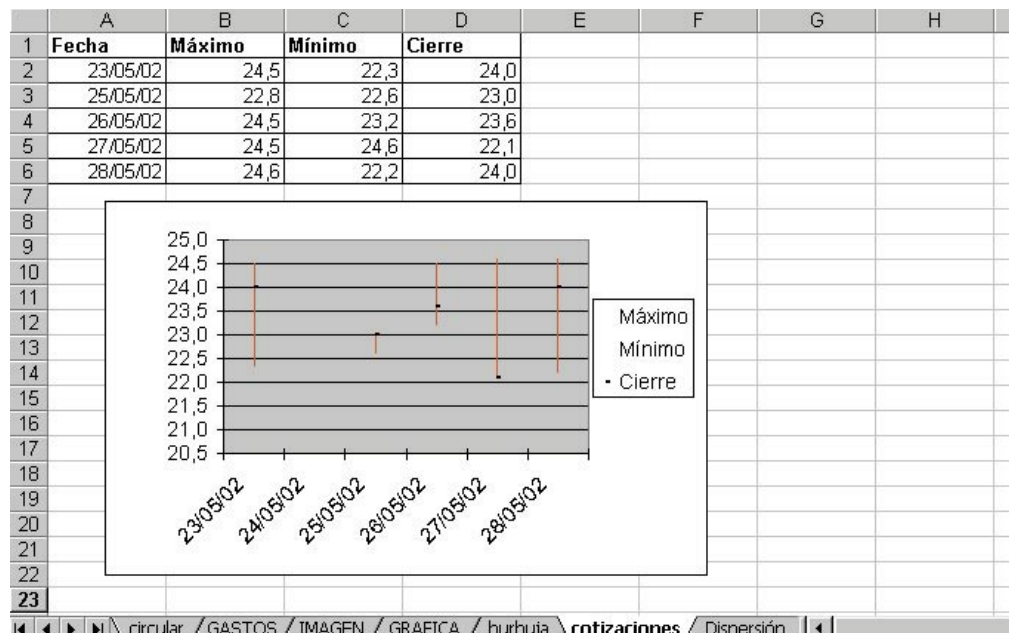 A B C D E F G H
1 Fecha Máximo Mínimo Cierre
2 23/05/02 24,5 22,3 24,0
3 25/05/02 22,8 22,6 23,0
4 26/05/02 24,5 23,2 23,6
5 27/05/02 24,5 24,6 22,1
6 28/05/02 24,6 22,2 24,0
7
8
9
10
11
12
13
14
15
16
17
18
19
20
21
22
23
25,0
24,5
24,0
23,5
23,0
22,5
22,0
21,5
21,0
20,5
23/05/02 24/05/02 25/05/02 26/05/02 27/05/02 28/05/02
Máximo
Mínimo
Cierre
circular GASTOS IMAGEN GRAFICA burbuja cotizaciones Dispersión